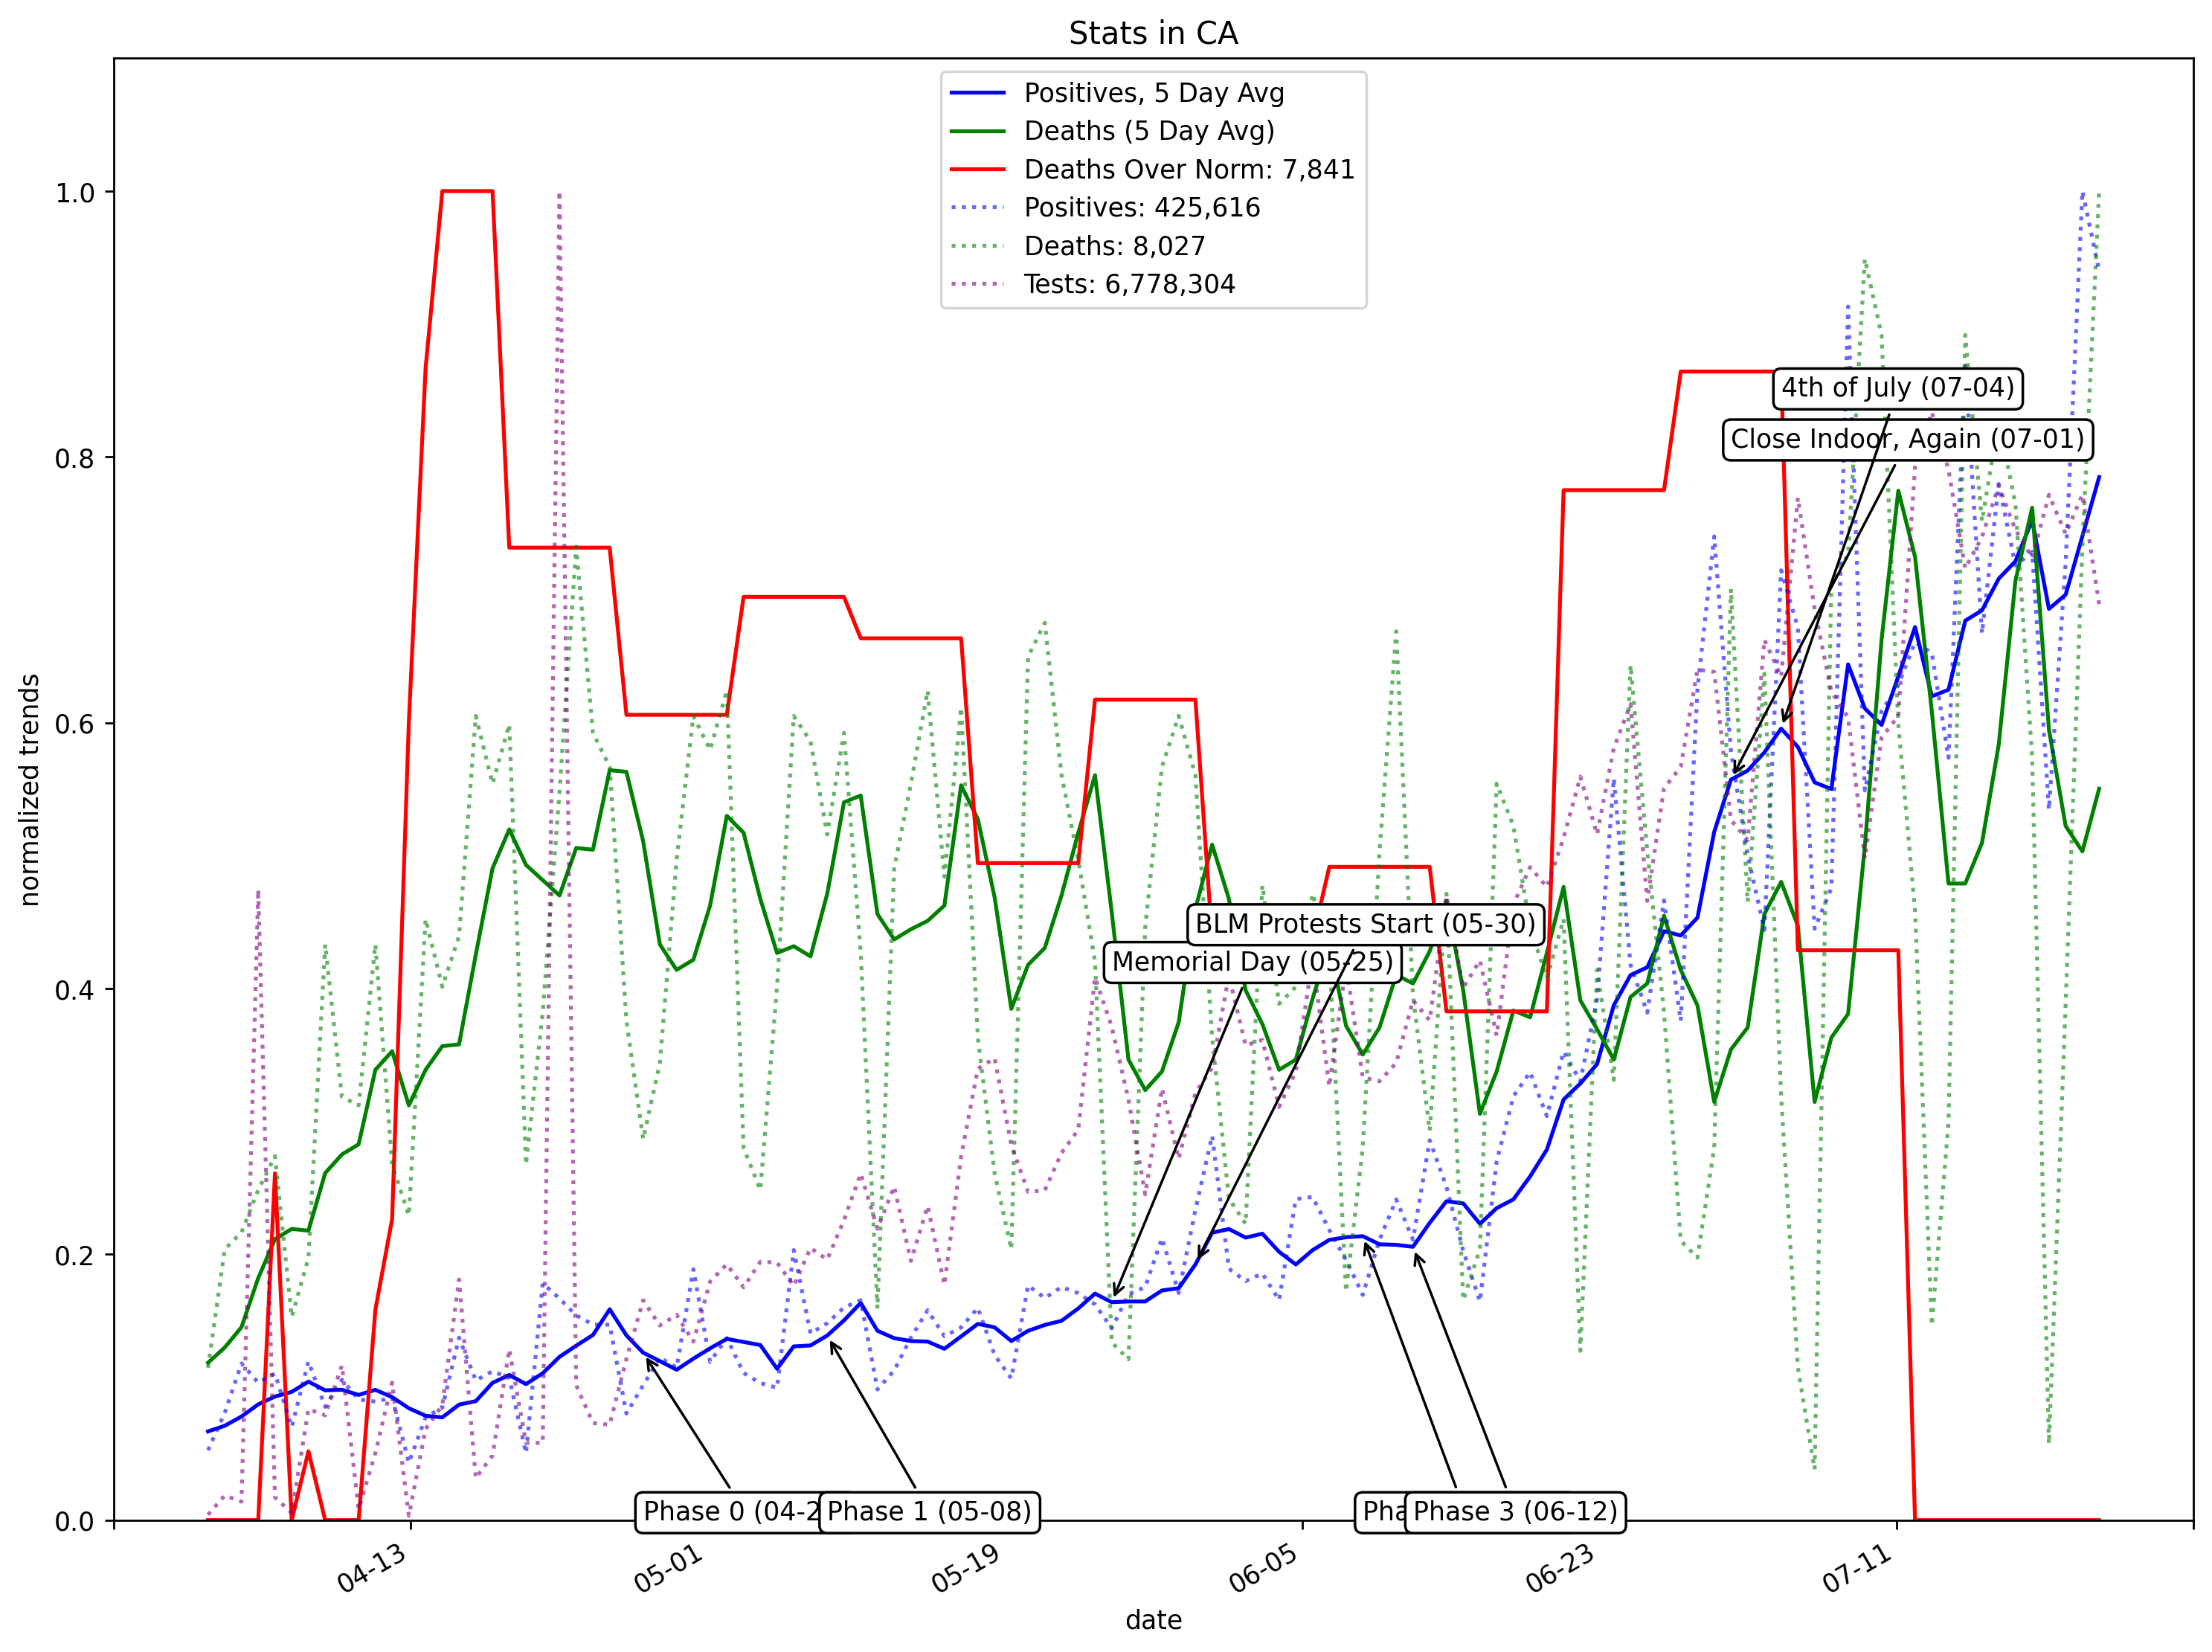 Stats in CA
Positives, 5 Day Avg
Deaths (5 Day Avg)
Deaths Over Norm: 7,841
Positives: 425,616
Deaths: 8,027
Tests: 6,778,304
1.0
0.8
0.6
0.4
0.2
0.0
normalized trends
4th of July (07-04)
Close Indoor, Again (07-01)
BLM Protests Start (05-30)
Memorial Day (05-25)
Phase 0
Phase 1 (05-08)
Phase 3 (06-12)
04-13
05-01
05-19
06-05
06-23
07-11
date